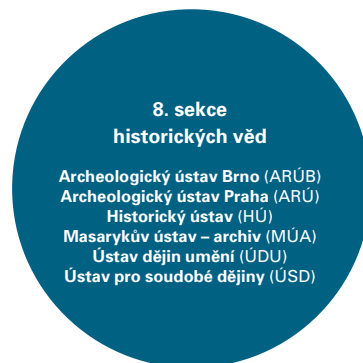 8. sekce
historických věd
Archeologický ústav Brno (ARÚB)
Archeologický ústav Praha (ARÚ)
Historický ústav (HÚ)
Masarykův ústav – archiv (MÚA)
Ústav dějin umění (ÚDU)
Ústav pro soudobé dějiny (ÚSD)